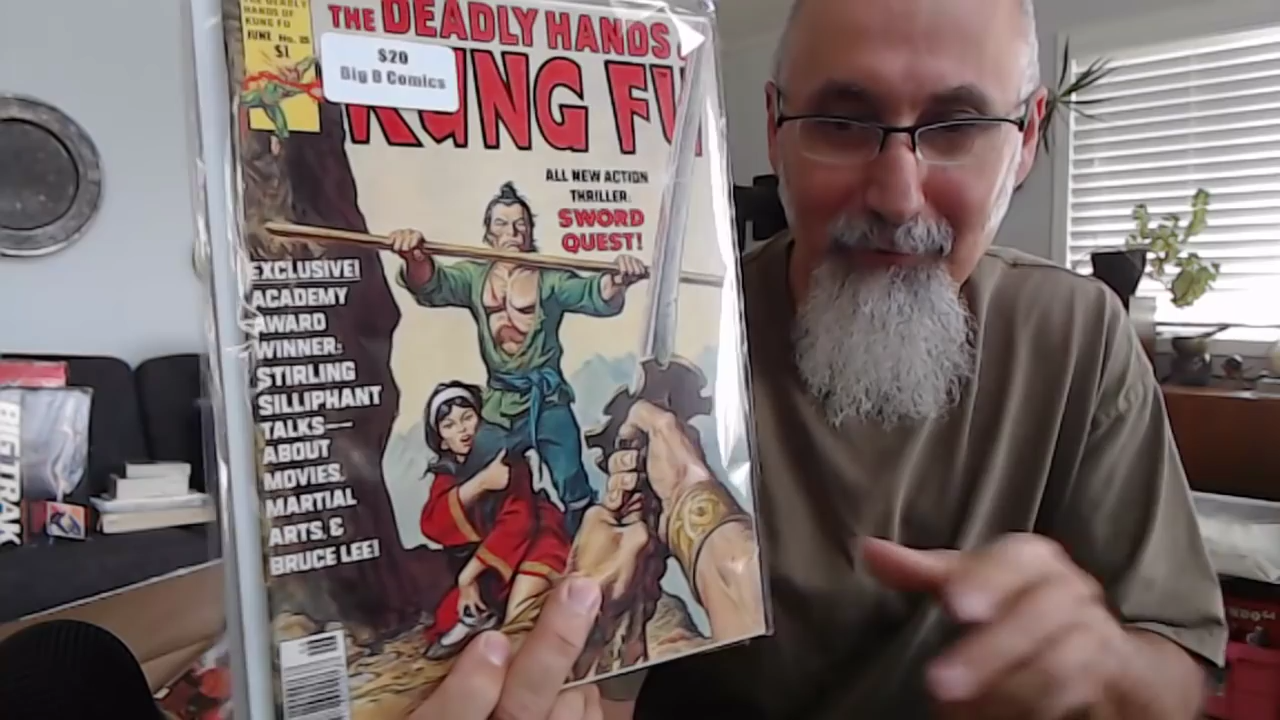 THE DEADLY
HANDS OF
KUNG FU
JUNE No.
$1
THE DEADLY HANDS
KUNG FU
$20
Big B Comics
ALL NEW ACTION
THRILLER:
SWORD
QUEST!
EXCLUSIVE!
ACADEMY
AWARD
WINNER:
STIRLING
SILLIPHANT
TALKS—
ABOUT
MOVIES,
MARTIAL
ARTS, &
BRUCE LEE!
BIGTRAK